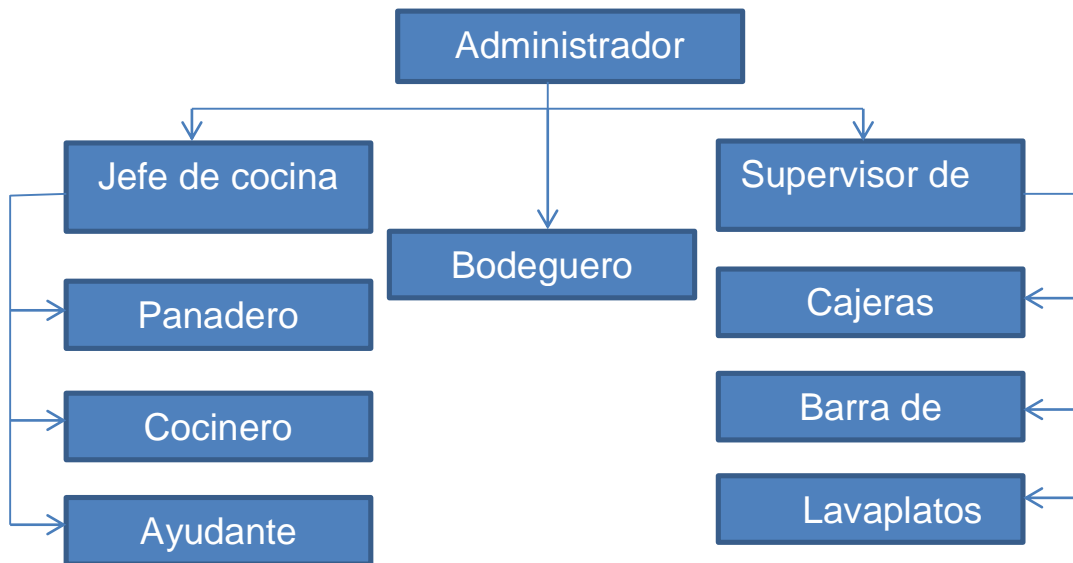 Administrador
Jefe de cocina
Supervisor de
Bodeguero
Panadero
Cajeras
Cocinero
Barra de
Ayudante
Lavaplatos